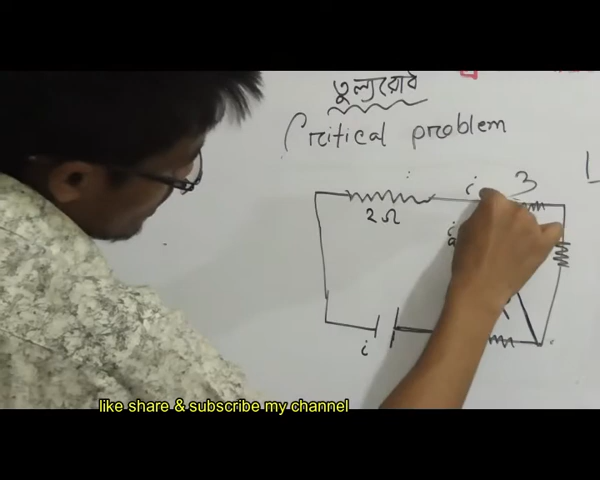 তুল্যরোধ
Critical problem
i
i 3
2Ω
i
like share & subscribe my channel